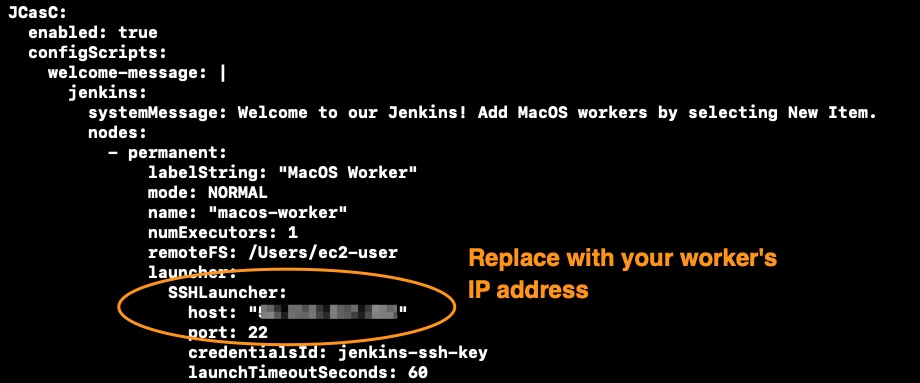 JCasC:
enabled: true
configScripts:
welcome-message: |
jenkins:
systemMessage: Welcome to our Jenkins! Add MacOS workers by selecting New Item.
nodes:
- permanent:
labelString: "MacOS Worker"
mode: NORMAL
name: "macos-worker"
numExecutors: 1
remoteFS: /Users/ec2-user
launcher:
SSHLauncher:
host: " "
port: 22
credentialsId: jenkins-ssh-key
launchTimeoutSeconds: 60
Replace with your worker's
IP address